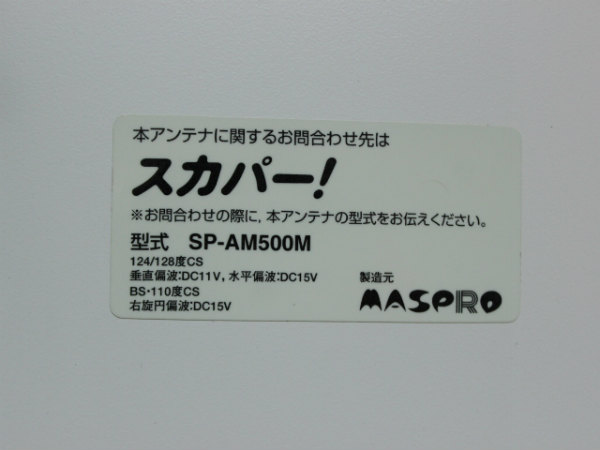 本アンテナに関するお問合わせ先は
スカパー!
※お問合わせの際に,本アンテナの型式をお伝えください。
型式 SP-AM500M
124/128度CS
垂直偏波:DC11V,水平偏波:DC15V
BS・110度CS
右旋円偏波:DC15V
製造元
MASPRO